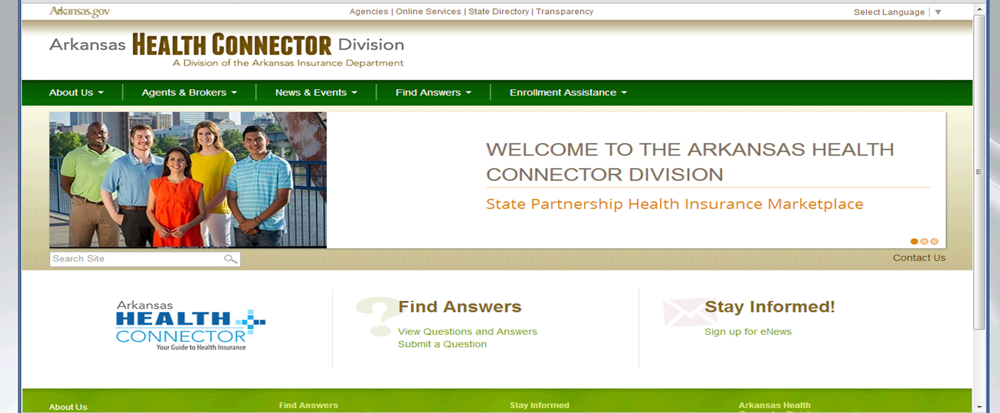 Arkansas.gov
Agencies | Online Services | State Directory | Transparency
Select Language
Arkansas HEALTH CONNECTOR Division
A Division of the Arkansas Insurance Department
About Us
Agents & Brokers
News & Events
Find Answers
Enrollment Assistance
WELCOME TO THE ARKANSAS HEALTH
CONNECTOR DIVISION
State Partnership Health Insurance Marketplace
Search Site
Contact Us
Arkansas
HEALTH
CONNECTOR
Your Guide to Health Insurance
Find Answers
View Questions and Answers
Submit a Question
Stay Informed!
Sign up for eNews
About Us
Find Answers
Stay Informed
Arkansas Health